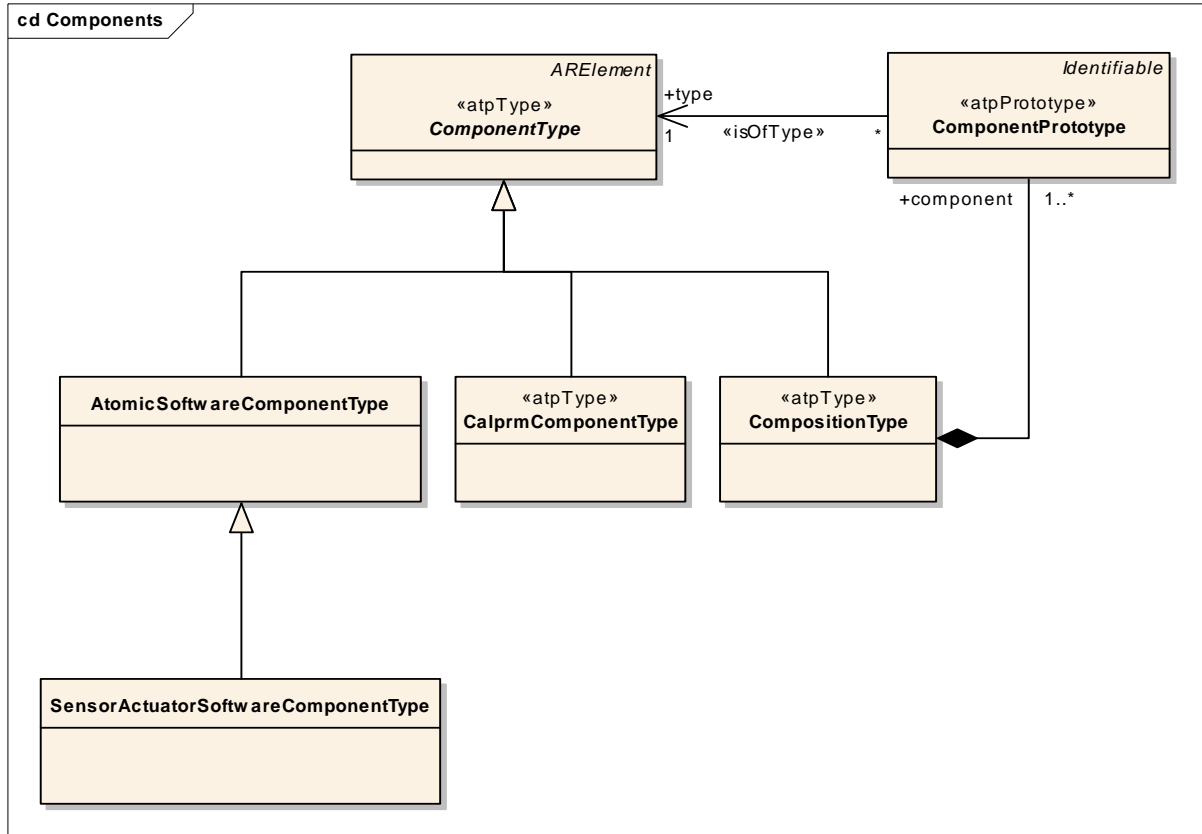 cd Components
ARElement
«atpType»
ComponentType
Identifiable
«atpPrototype»
ComponentPrototype
+type
1
«isOfType»
*
+component
1..*
AtomicSoftwareComponentType
«atpType»
CalprmComponentType
«atpType»
CompositionType
SensorActuatorSoftwareComponentType